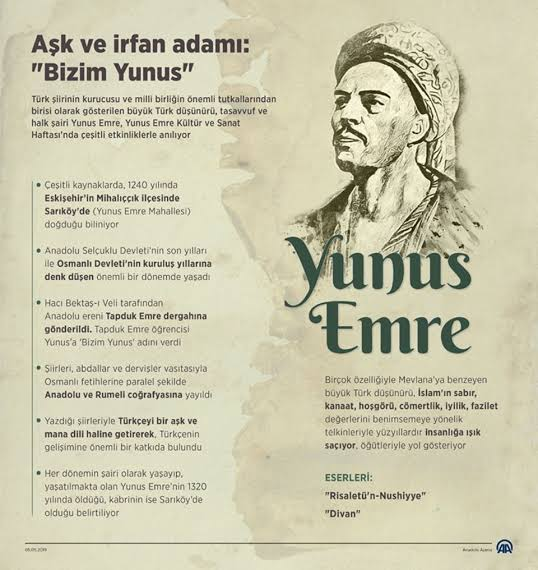 Aşk ve irfan adamı:
"Bizim Yunus"
Türk şiirinin kurucusu ve milli birliğin önemli tutkallarından
birisi olarak gösterilen büyük Türk düşünürü, tasavvuf ve
halk şairi Yunus Emre, Yunus Emre Kültür ve Sanat
Haftası'nda çeşitli etkinliklerle anılıyor
Çeşitli kaynaklarda, 1240 yılında
Eskişehir'in Mihalıççık ilçesinde
Sarıköy'de (Yunus Emre Mahallesi)
doğduğu biliniyor
Anadolu Selçuklu Devleti'nin son yılları
ile Osmanlı Devleti'nin kuruluş yıllarına
denk düşen önemli bir dönemde yaşadı
Hacı Bektaş-ı Veli tarafından
Anadolu ereni Tapduk Emre dergahına
gönderildi. Tapduk Emre öğrencisi
Yunus'a 'Bizim Yunus' adını verdi
Şiirleri, abdallar ve dervişler vasıtasıyla
Osmanlı fetihlerine paralel şekilde
Anadolu ve Rumeli coğrafyasına yayıldı
Yazdığı şiirleriyle Türkçeyi bir aşk ve
mana dili haline getirerek, Türkçenin
gelişimine önemli bir katkıda bulundu
Her dönemin şairi olarak yaşayıp,
yaşatılmakta olan Yunus Emre'nin 1320
yılında öldüğü, kabrinin ise Sarıköy'de
olduğu belirtiliyor
Yunus
Emre
Birçok özelliğiyle Mevlana'ya benzeyen
büyük Türk düşünürü, İslam'ın sabır,
kanaat, hoşgörü, cömertlik, iyilik, fazilet
değerlerini benimsemeye yönelik
telkinleriyle yüzyıllardır insanlığa ışık
saçıyor, öğütleriyle yol gösteriyor
ESERLERİ:
"Risaletü'n-Nushiyye"
"Divan"
05.05.2019
Anadolu Ajansı
AA